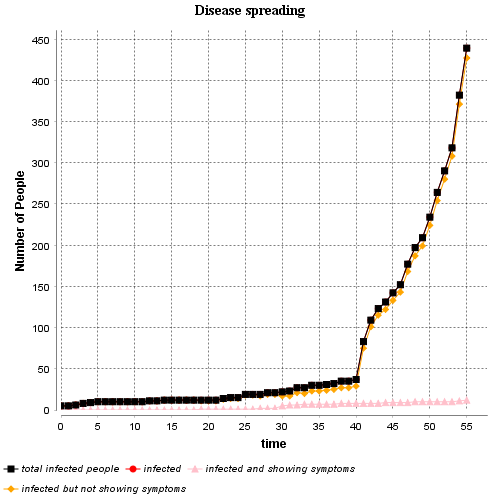 Disease spreading
Number of People
450
400
350
300
250
200
150
100
50
0
0 5 10 15 20 25 30 35 40 45 50 55
time
total infected people infected infected and showing symptoms
infected but not showing symptoms